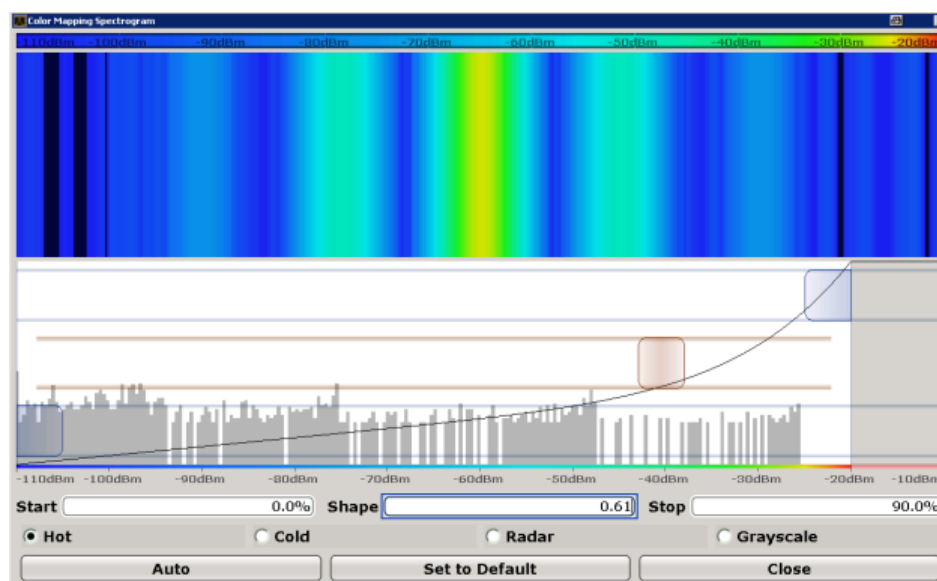 Color Mapping Spectrogram
-110dBm -100dBm -90dBm -80dBm -70dBm -60dBm -50dBm -40dBm -30dBm -20dBm
-110dBm -100dBm -90dBm -80dBm -70dBm -60dBm -50dBm -40dBm -30dBm -20dBm -10dBm
Start 0.0% Shape 0.61 Stop 90.0%
Hot Cold Radar Grayscale
Auto Set to Default Close